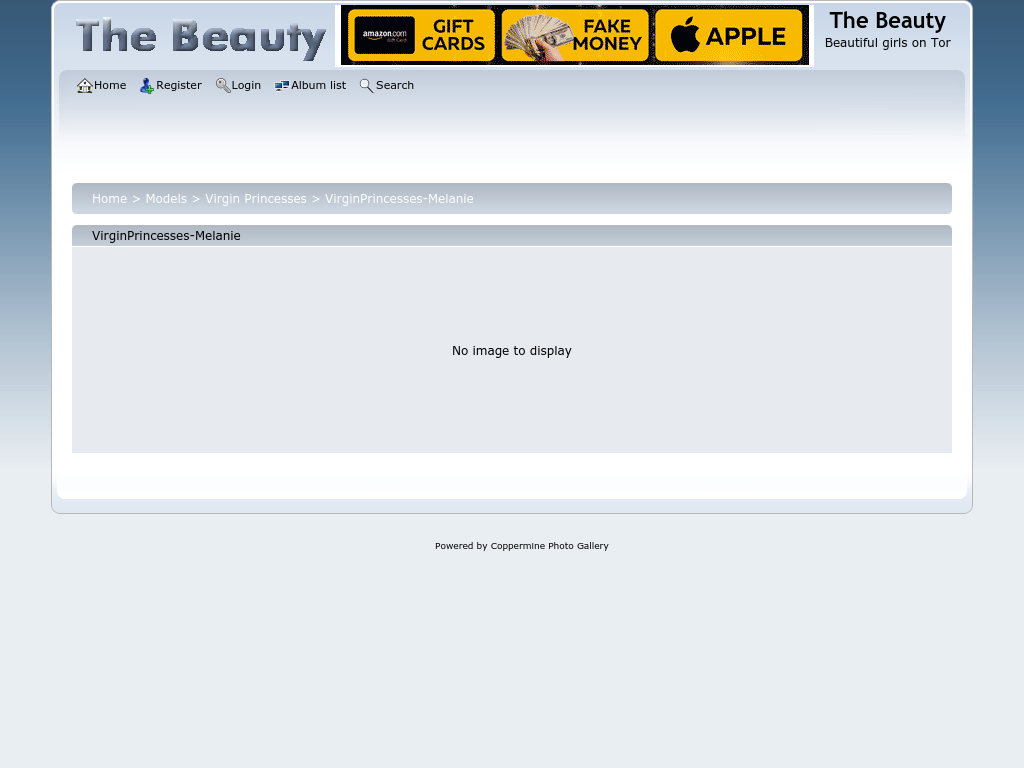 The Beauty
amazon.com
GIFT CARDS
FAKE MONEY
APPLE
The Beauty
Beautiful girls on Tor
Home Register Login Album list Search
Home > Models > Virgin Princesses > VirginPrincesses-Melanie
VirginPrincesses-Melanie
No image to display
Powered by Coppermine Photo Gallery